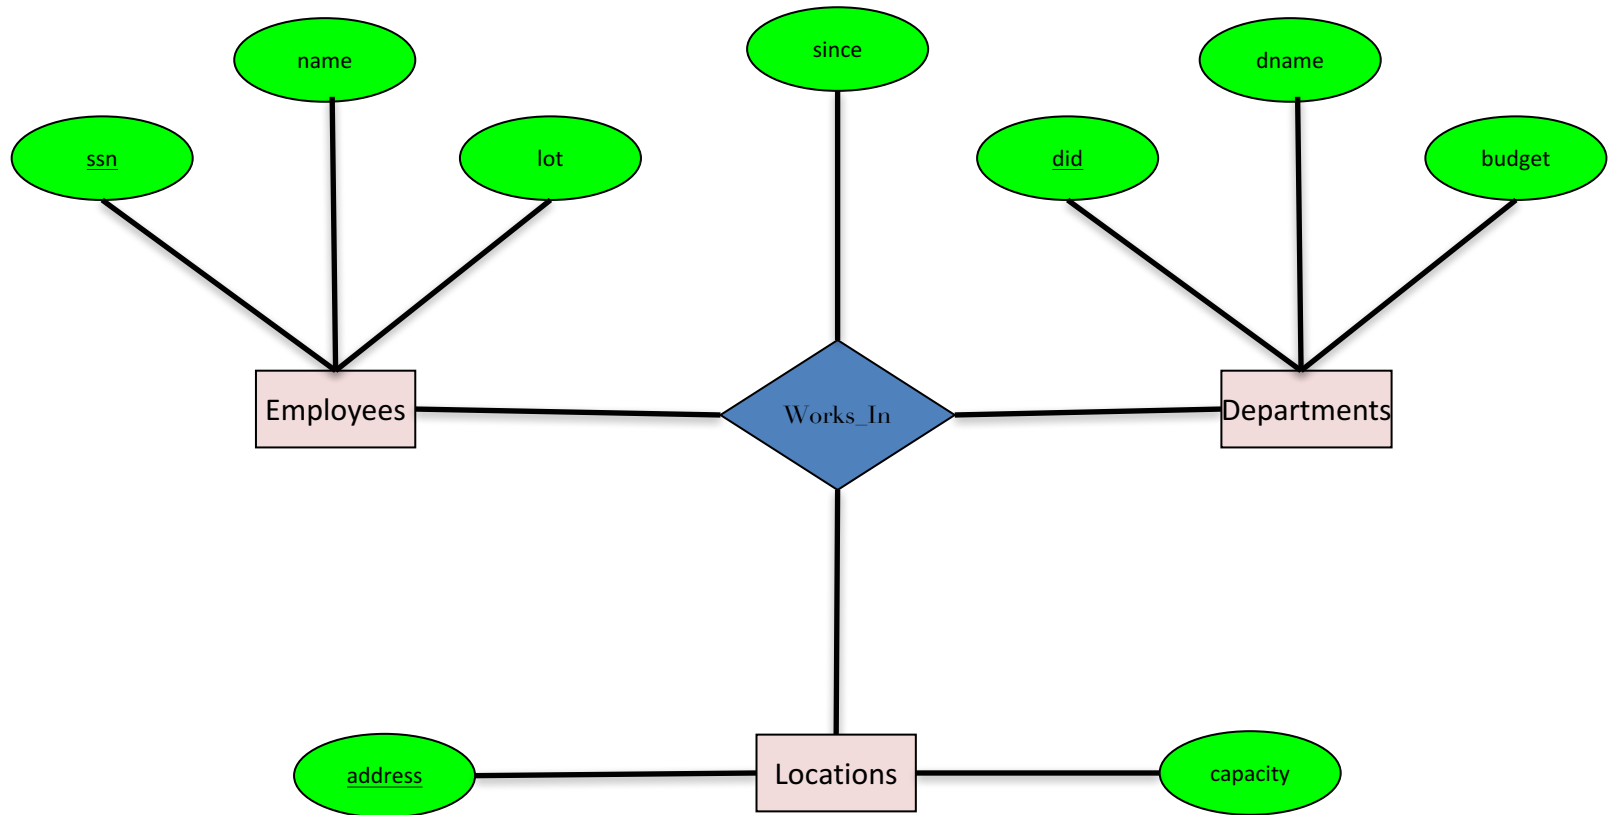 since
name
dname
ssn
lot
did
budget
Employees
Works_In
Departments
address
Locations
capacity